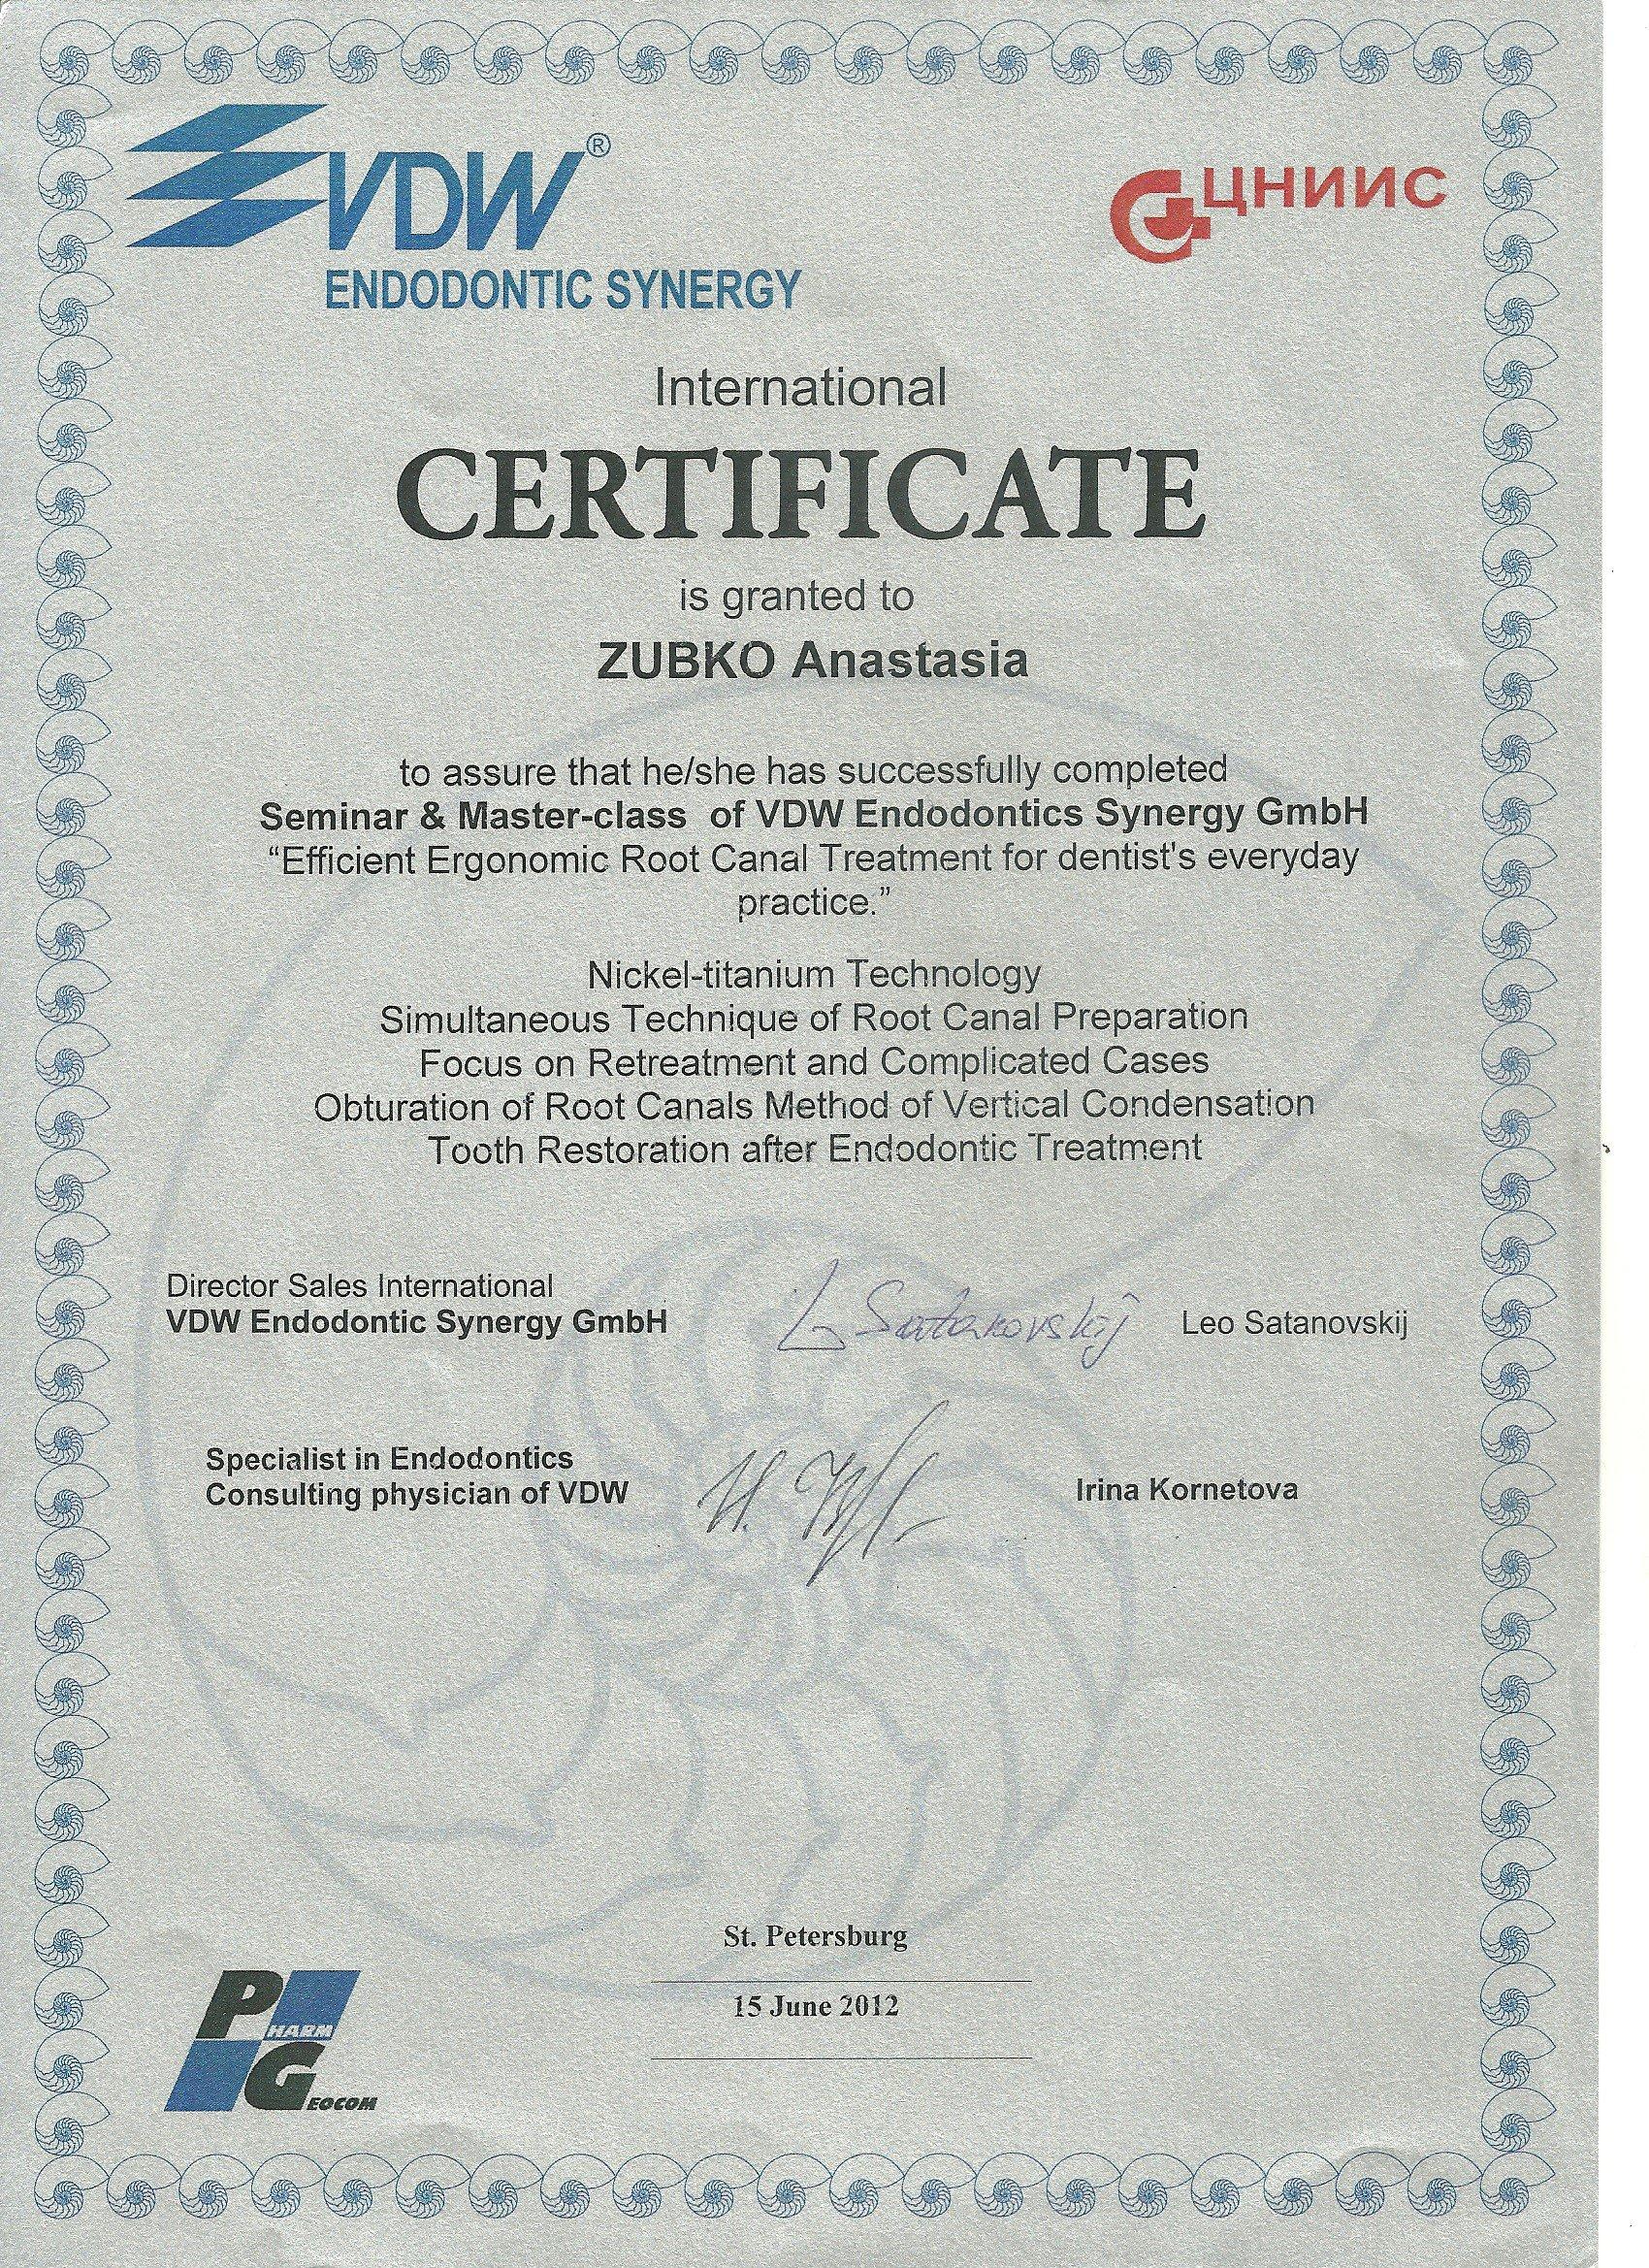 VDW®
ENDODONTIC SYNERGY
ЦНИИС
International
CERTIFICATE
is granted to
ZUBKO Anastasia
to assure that he/she has successfully completed
Seminar & Master-class of VDW Endodontics Synergy GmbH
“Efficient Ergonomic Root Canal Treatment for dentist's everyday
practice.”
Nickel-titanium Technology
Simultaneous Technique of Root Canal Preparation
Focus on Retreatment and Complicated Cases
Obturation of Root Canals Method of Vertical Condensation
Tooth Restoration after Endodontic Treatment
Director Sales International
VDW Endodontic Synergy GmbH
L Satanovskij
Leo Satanovskij
Specialist in Endodontics
Consulting physician of VDW
Irina Kornetova
St. Petersburg
15 June 2012
PHARM
GEOCOM